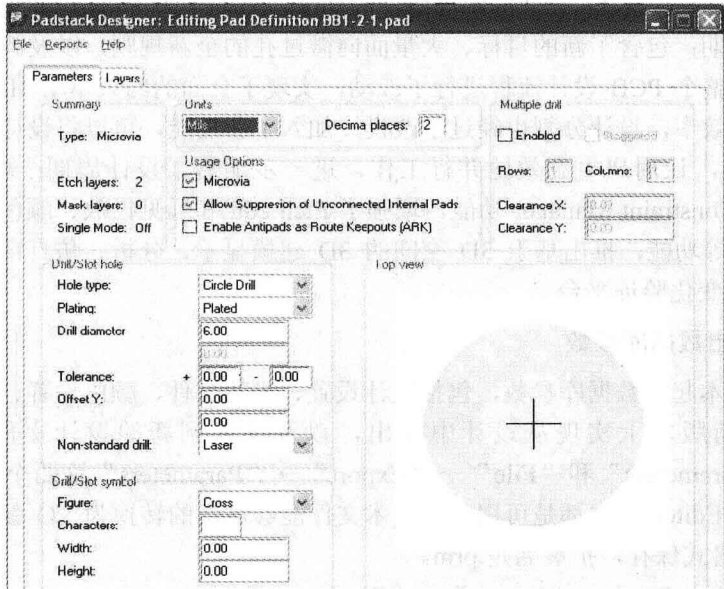 Padstack Designer: Editing Pad Definition BB1-2-1.pad
File Reports Help
Parameters Layers
Summary
Type: Microvia
Etch layers: 2
Mask layers:
Single Mode: Off
Units
Mils
Decima places: 2
Usage Options
Microvia
Allow Suppresion of Unconnected Internal Pads
Enable Antipads as Route Keepouts (ARK)
Multiple drill
Enabled Staggered
Rows: Columns:
Clearance X: 0.00
Clearance Y: 0.00
Drill/Slot hole
Hole type: Circle Drill
Plating: Plated
Drill diametor 6.00
Tolerance: + 0.00 - 0.00
Offset Y: 0.00
0.00
Non-standard drill: Laser
Drill/Slot symbol
Figure: Cross
Characters:
Width: 0.00
Height: 0.00
Top view